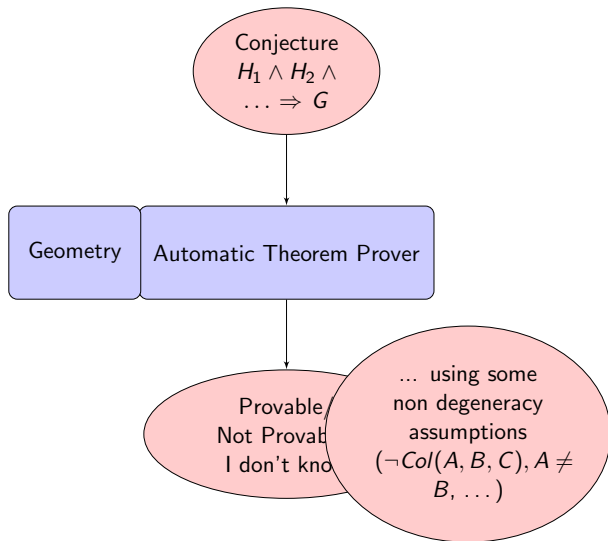 Conjecture
H₁ ∧ H₂ ∧
… ⇒ G
Geometry
Automatic Theorem Prover
Provable/
Not Provab
I don't kno
... using some
non degeneracy
assumptions
(¬Col(A, B, C), A ≠
B, … )